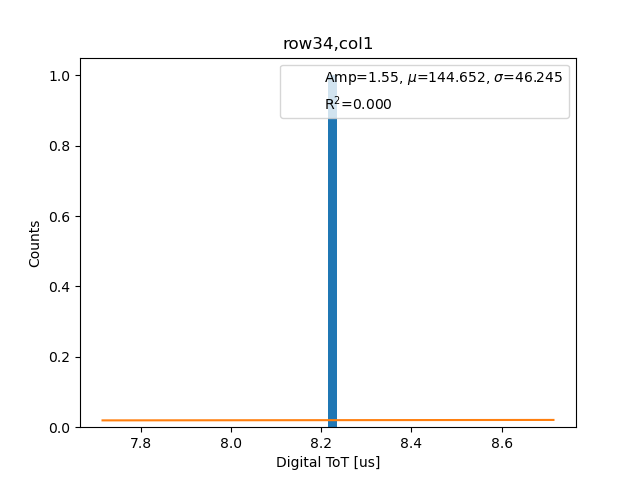 row34,col1
Amp=1.55, μ=144.652, σ=46.245
R²=0.000
1.0
0.8
0.6
0.4
0.2
0.0
Counts
7.8 8.0 8.2 8.4 8.6
Digital ToT [us]